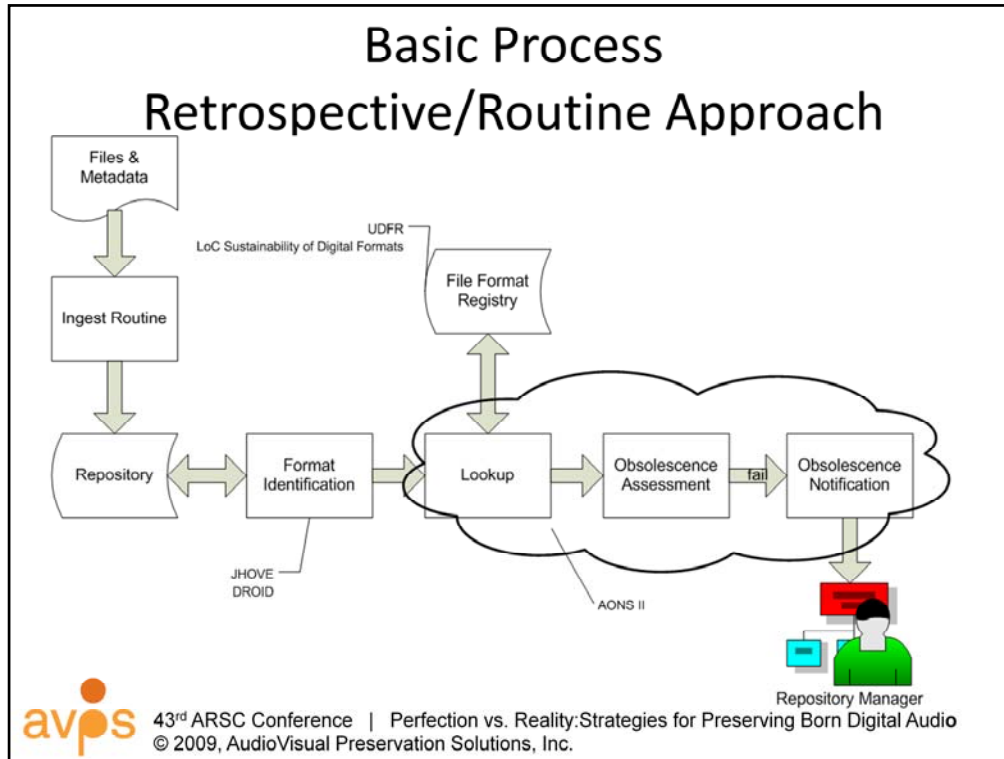 Basic Process
Retrospective/Routine Approach
Files &
Metadata
UDFR
LoC Sustainability of Digital Formats
File Format
Registry
Ingest Routine
Repository
Format
Identification
Lookup
Obsolescence
Assessment
fail
Obsolescence
Notification
JHOVE
DROID
AONS II
Repository Manager
avps
43rd ARSC Conference | Perfection vs. Reality:Strategies for Preserving Born Digital Audio
© 2009, AudioVisual Preservation Solutions, Inc.